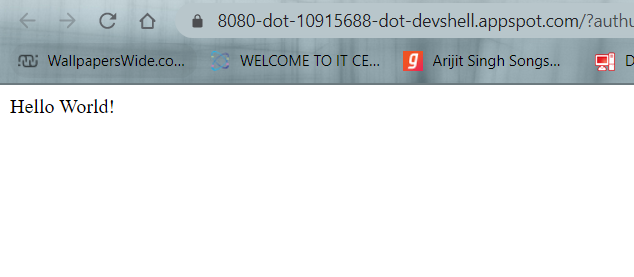 8080-dot-10915688-dot-devshell.appspot.com/?authu
WallpapersWide.co... WELCOME TO IT CE... g Arijit Singh Songs... D
Hello World!